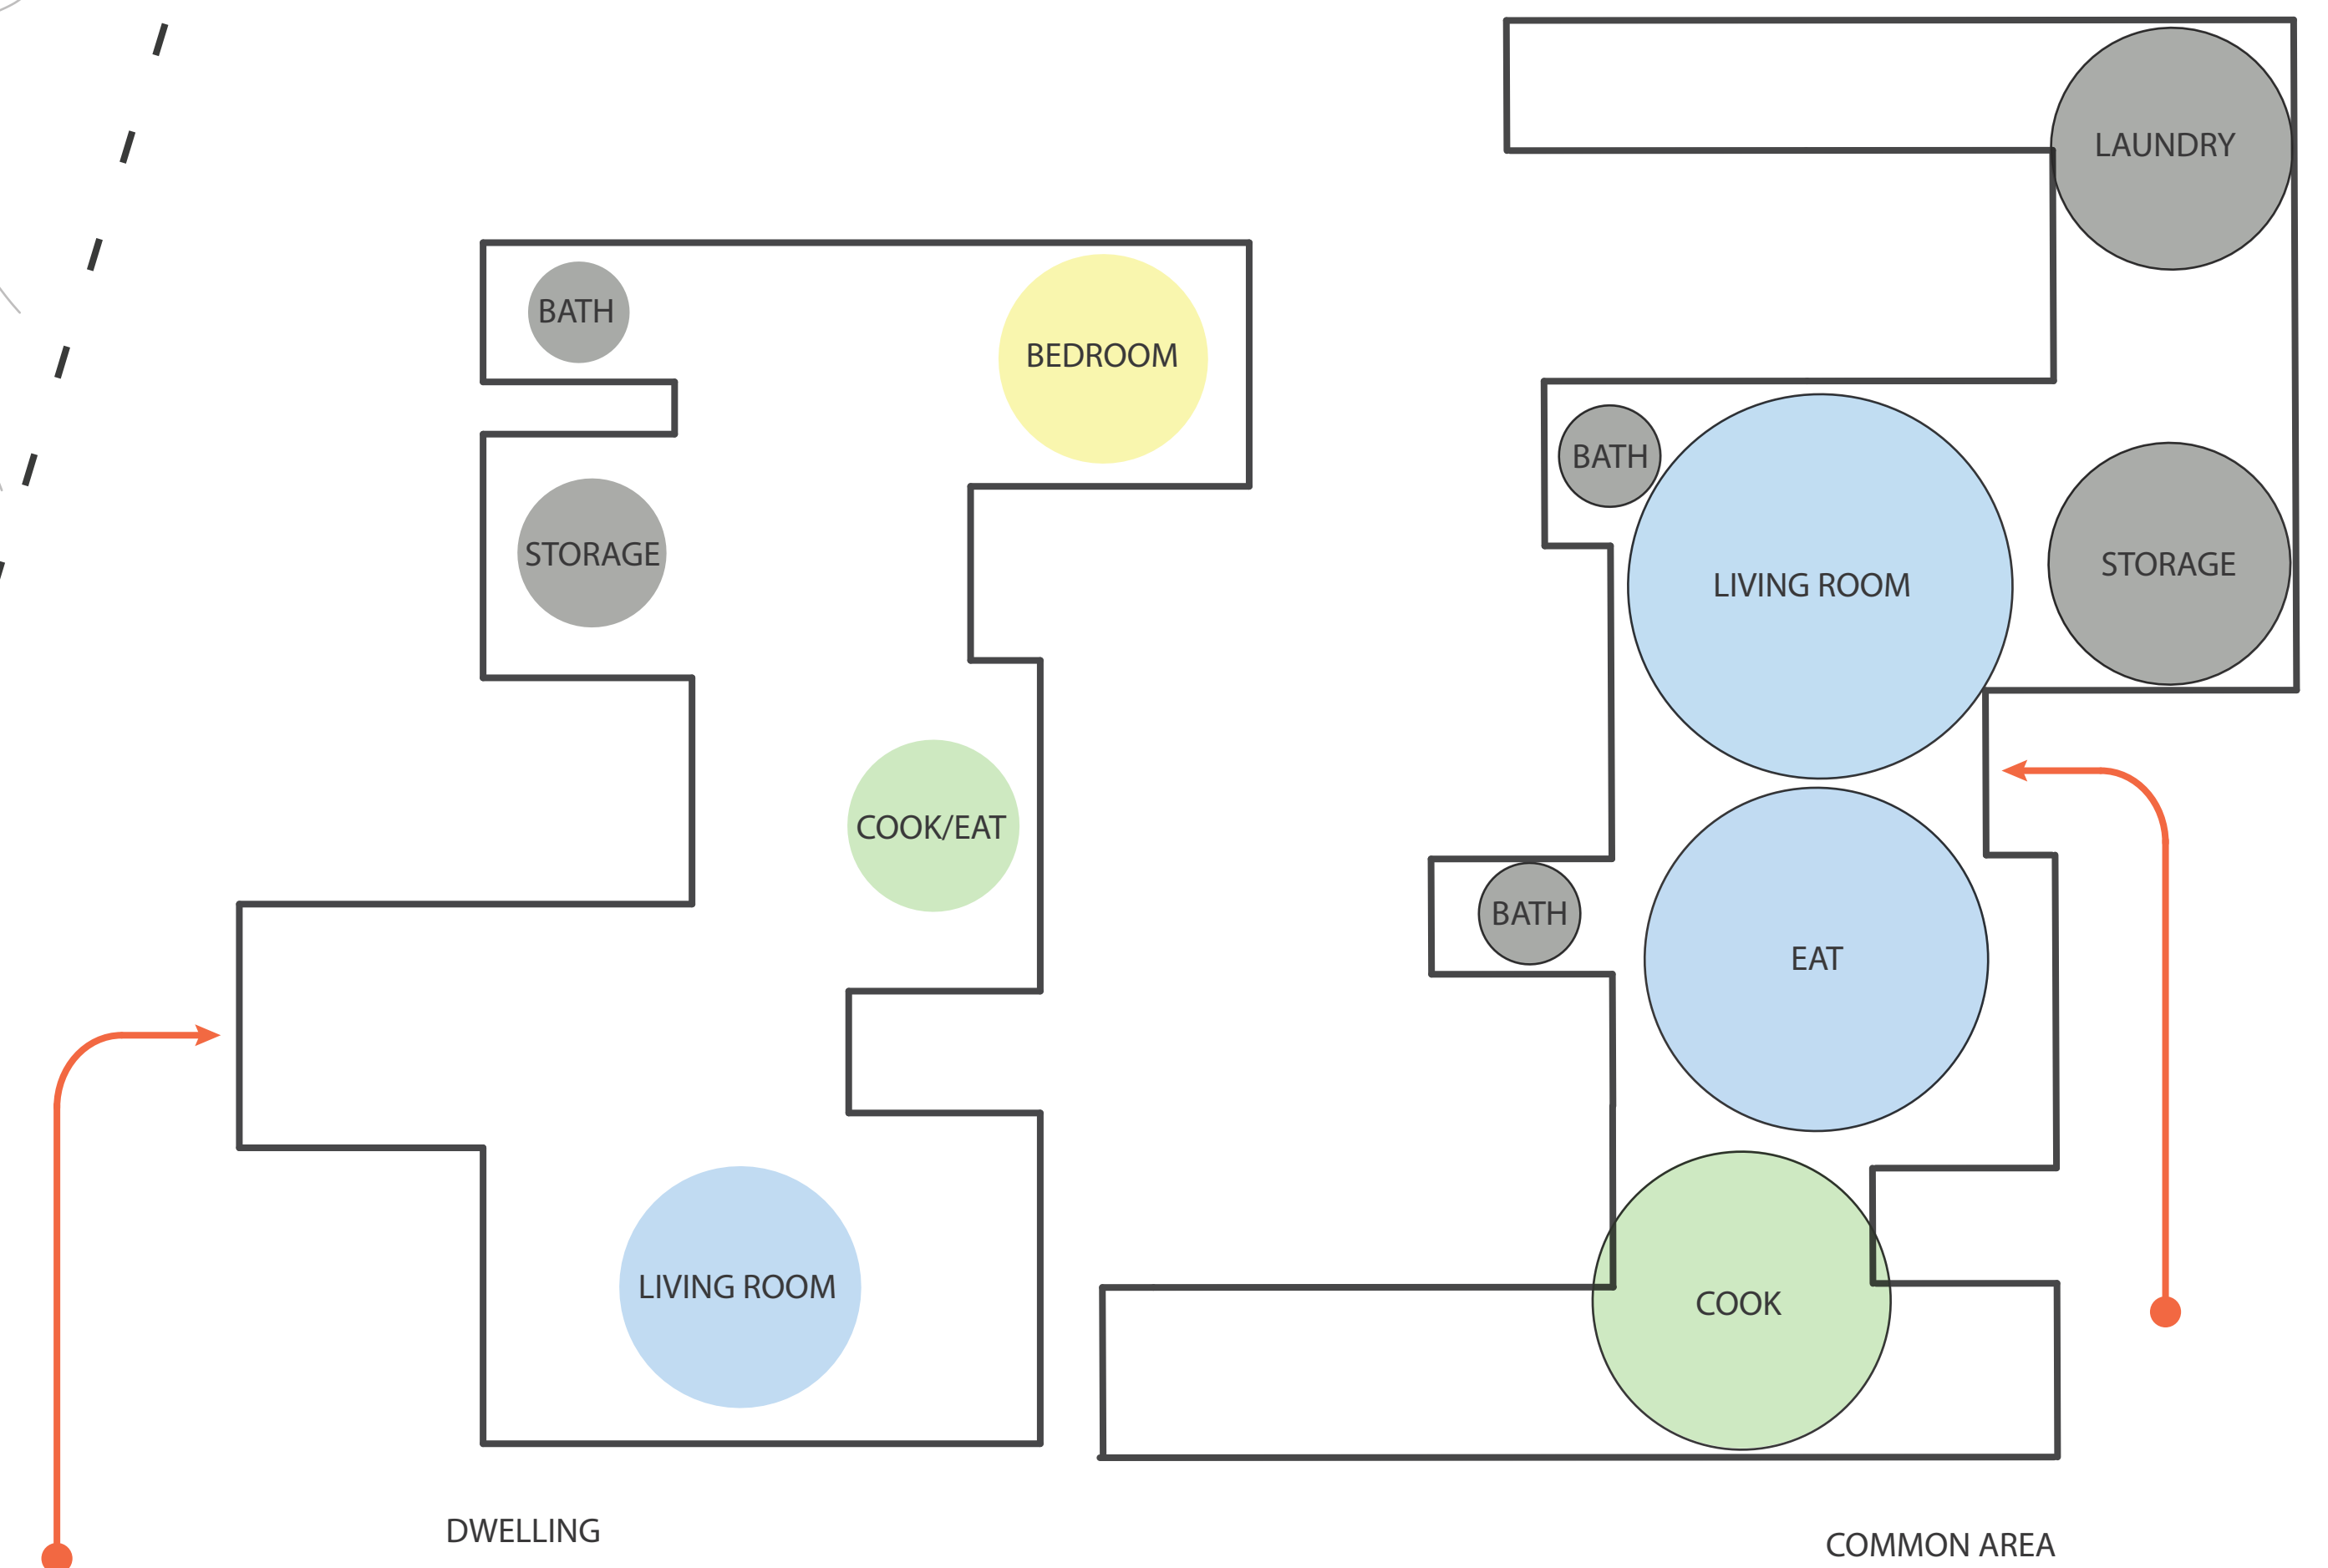 BATH
BEDROOM
STORAGE
COOK/EAT
LIVING ROOM
DWELLING
LAUNDRY
BATH
LIVING ROOM
STORAGE
BATH
EAT
COOK
COMMON AREA